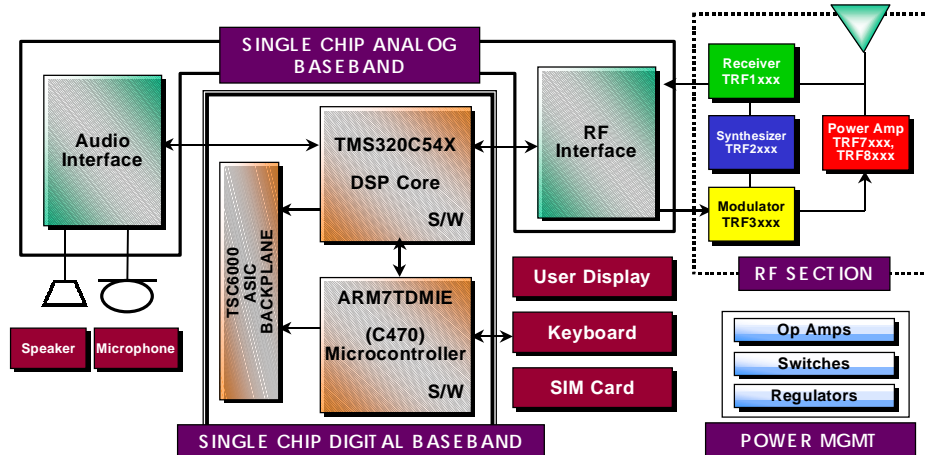 SINGLE CHIP ANALOG
BASEBAND
Audio
Interface
TMS320C54X
DSP Core
S/W
RF
Interface
Receiver
TRF1xxx
Synthesizer
TRF2xxx
Power Amp
TRF7xxx,
TRF8xxx
Modulator
TRF3xxx
RF SECTION
TSC6000
ASIC
BACKPLANE
ARM7TDMIE
(C470)
Microcontroller
S/W
User Display
Keyboard
SIM Card
Speaker
Microphone
Op Amps
Switches
Regulators
SINGLE CHIP DIGITAL BASEBAND
POWER MGMT